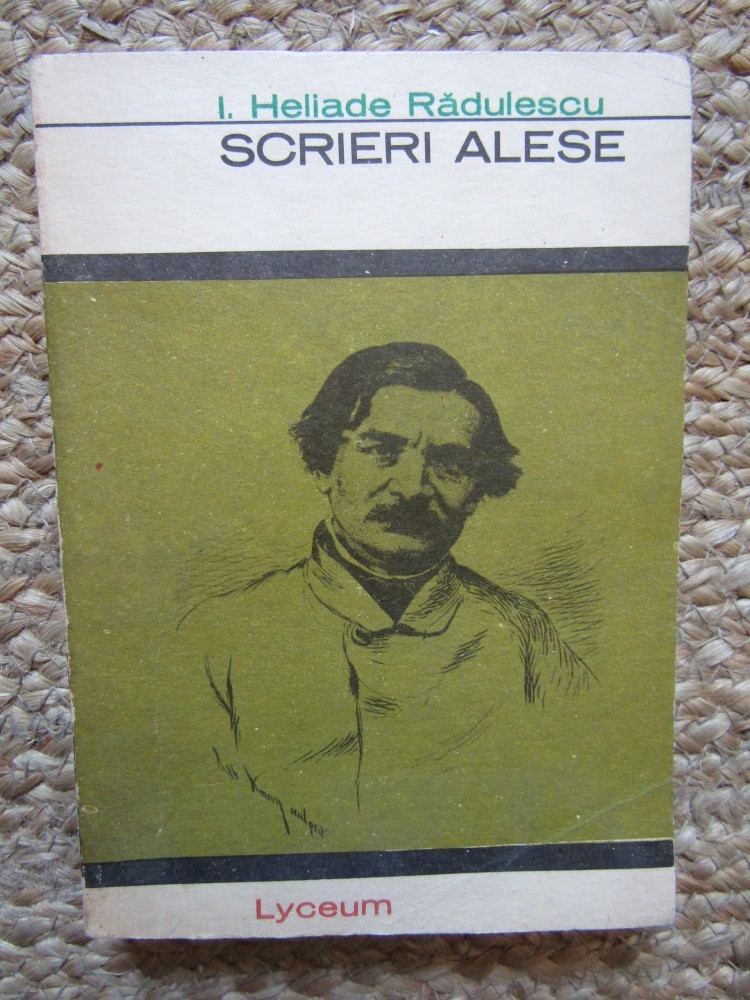 I. Heliade Rădulescu
SCRIERI ALESE
Lyceum